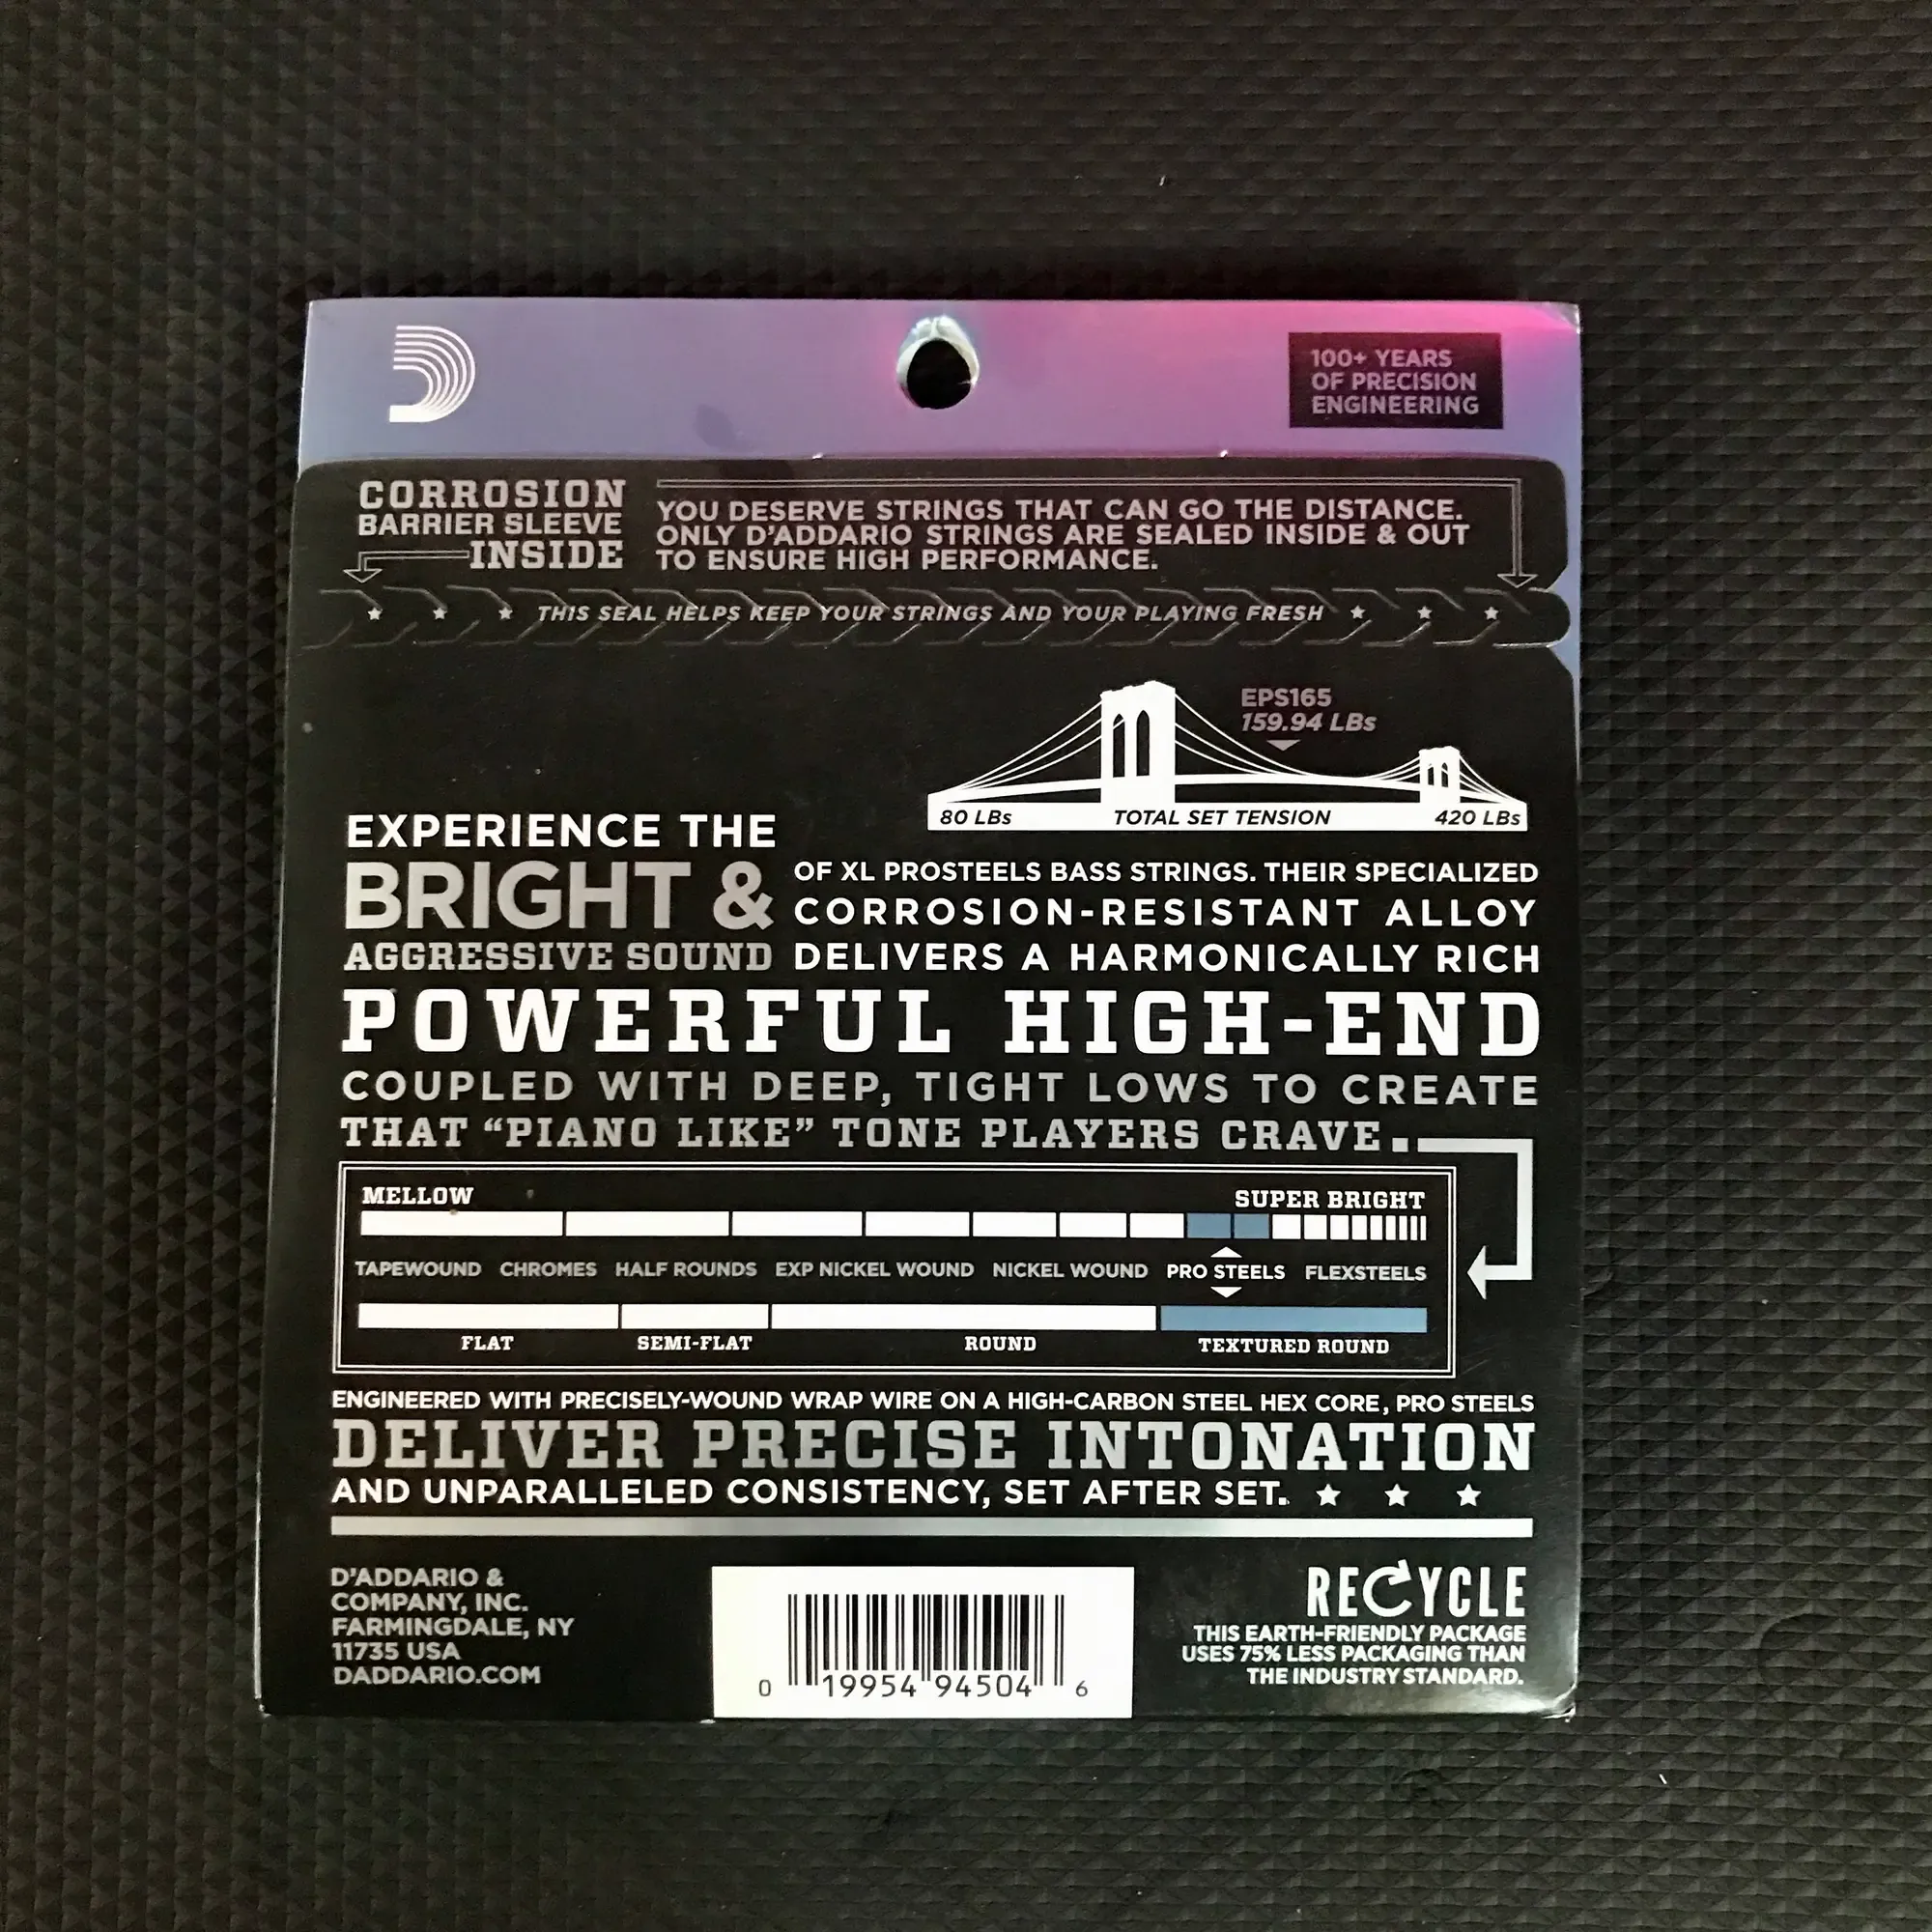 100+ YEARS
OF PRECISION
ENGINEERING
CORROSION
BARRIER SLEEVE
INSIDE
YOU DESERVE STRINGS THAT CAN GO THE DISTANCE.
ONLY D'ADDARIO STRINGS ARE SEALED INSIDE & OUT
TO ENSURE HIGH PERFORMANCE.
THIS SEAL HELPS KEEP YOUR STRINGS AND YOUR PLAYING FRESH
EPS165
159.94 LBs
80 LBs TOTAL SET TENSION 420 LBs
EXPERIENCE THE
BRIGHT &
AGGRESSIVE SOUND
OF XL PROSTEELS BASS STRINGS. THEIR SPECIALIZED
CORROSION-RESISTANT ALLOY
DELIVERS A HARMONICALLY RICH
POWERFUL HIGH-END
COUPLED WITH DEEP, TIGHT LOWS TO CREATE
THAT “PIANO LIKE” TONE PLAYERS CRAVE.
MELLOW SUPER BRIGHT
TAPEWOUND CHROMES HALF ROUNDS EXP NICKEL WOUND NICKEL WOUND PRO STEELS FLEXSTEELS
FLAT SEMI-FLAT ROUND TEXTURED ROUND
ENGINEERED WITH PRECISELY-WOUND WRAP WIRE ON A HIGH-CARBON STEEL HEX CORE, PRO STEELS
DELIVER PRECISE INTONATION
AND UNPARALLELED CONSISTENCY, SET AFTER SET.
D'ADDARIO &
COMPANY, INC.
FARMINGDALE, NY
11735 USA
DADDARIO.COM
0 19954 94504 6
RECYCLE
THIS EARTH-FRIENDLY PACKAGE
USES 75% LESS PACKAGING THAN
THE INDUSTRY STANDARD.